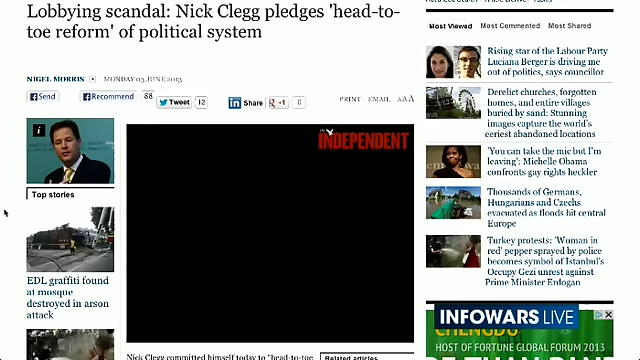 Lobbying scandal: Nick Clegg pledges 'head-to-
toe reform' of political system
NIGEL MORRIS
MONDAY 03 JUNE 2013
Send
Recommend
88
Tweet
12
Share
+1
0
PRINT
EMAIL
AAA
i
INDEPENDENT
Top stories
EDL graffiti found at
mosque
destroyed in arson
attack
Nick Clegg committed himself today to "head-to-toe
Related articles
Most Viewed
Most Commented
Most Shared
Rising star of the Labour Party
Luciana Berger is driving me
out of politics, says councillor
Derelict churches, forgotten
homes, and entire villages
buried by sand: Stunning
images capture the world's
eeriest abandoned locations
'You can take the mic but I'm
leaving': Michelle Obama
confronts gay rights heckler
Thousands of Germans,
Hungarians and Czechs
evacuated as floods hit central
Europe
Turkey protests: 'Woman in
red' pepper sprayed by police
becomes symbol of Istanbul's
Occupy Gezi unrest against
Prime Minister Erdogan
INFOWARS LIVE
CHENGDU
HOST OF FORTUNE GLOBAL FORUM 2013